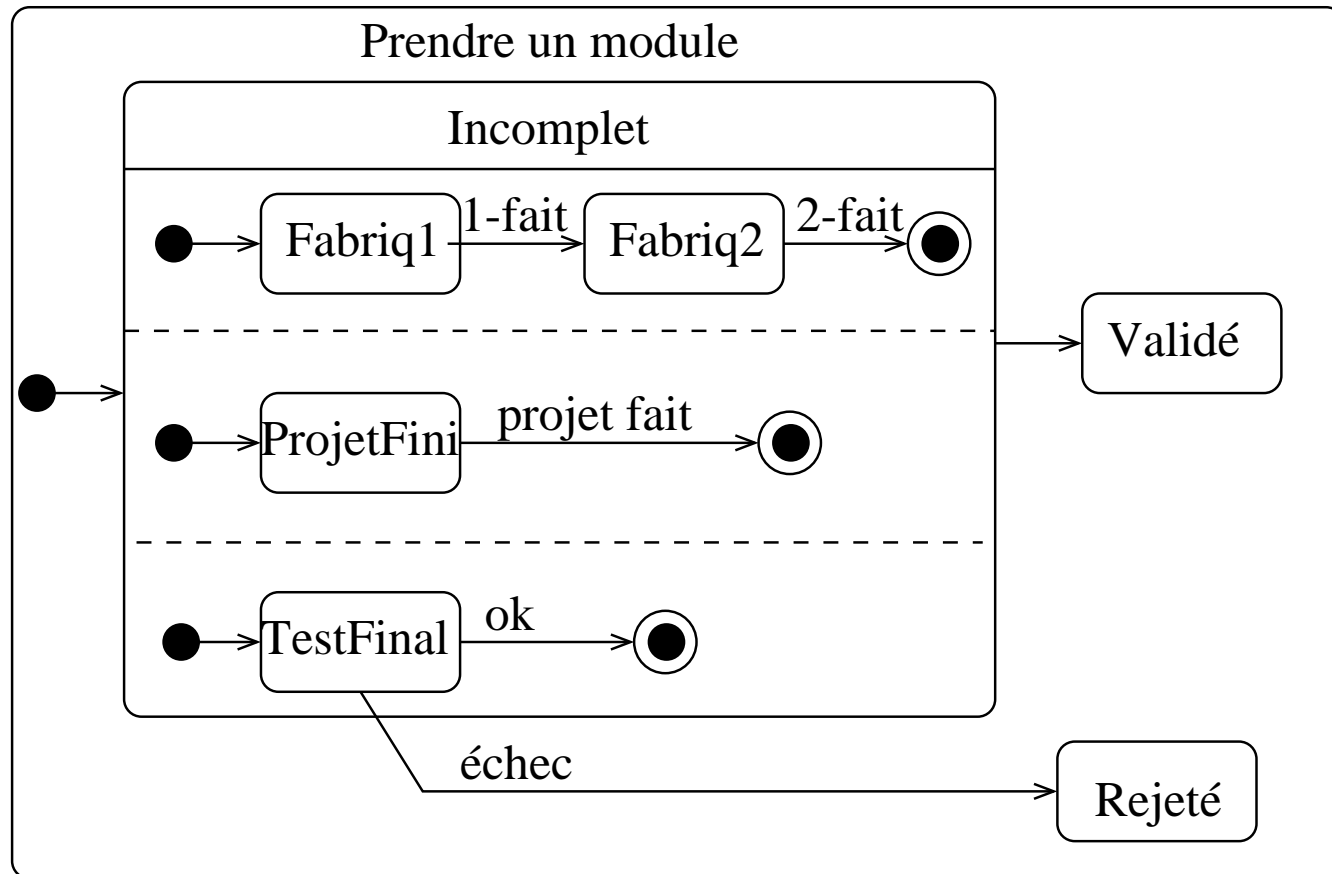 Prendre un module
Incomplet
Fabriq1
1-fait
Fabriq2
2-fait
Validé
ProjetFini
projet fait
TestFinal
ok
échec
Rejeté